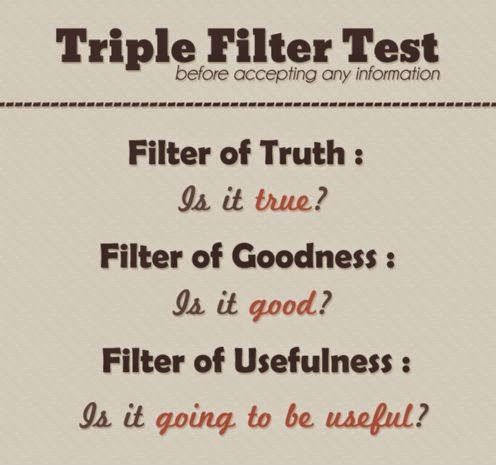 Triple Filter Test
before accepting any information
Filter of Truth :
Is it true?
Filter of Goodness :
Is it good?
Filter of Usefulness :
Is it going to be useful?